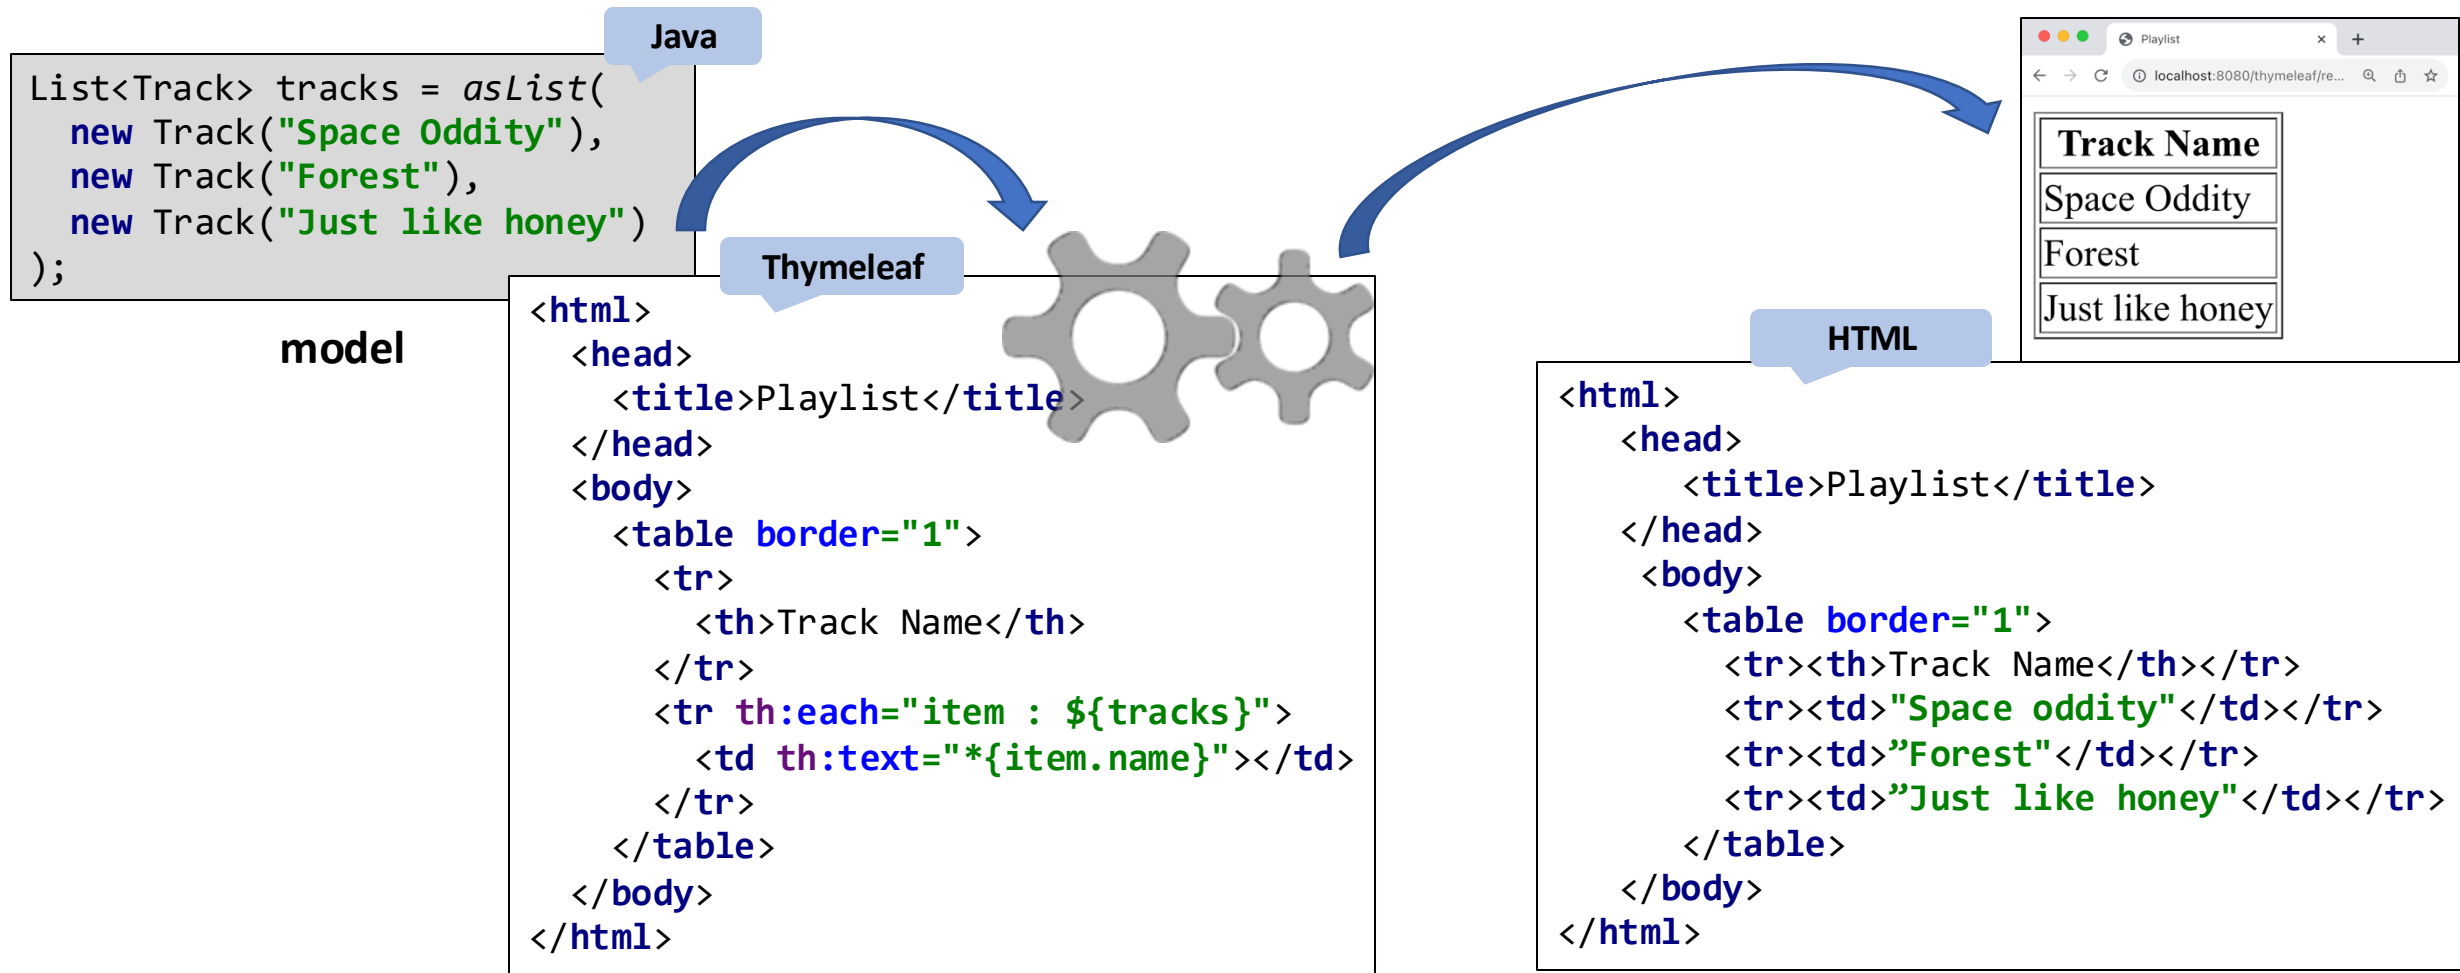 Java
List<Track> tracks = asList(
  new Track("Space Oddity"),
  new Track("Forest"),
  new Track("Just like honey")
);
model
Thymeleaf
<html>
  <head>
    <title>Playlist</title>
  </head>
  <body>
    <table border="1">
      <tr>
        <th>Track Name</th>
      </tr>
      <tr th:each="item : ${tracks}">
        <td th:text="*{item.name}"></td>
      </tr>
    </table>
  </body>
</html>
Playlist × +
localhost:8080/thymeleaf/re...
Track Name
Space Oddity
Forest
Just like honey
HTML
<html>
   <head>
      <title>Playlist</title>
   </head>
    <body>
      <table border="1">
        <tr><th>Track Name</th></tr>
        <tr><td>"Space oddity"</td></tr>
        <tr><td>”Forest"</td></tr>
        <tr><td>”Just like honey"</td></tr>
      </table>
   </body>
</html>